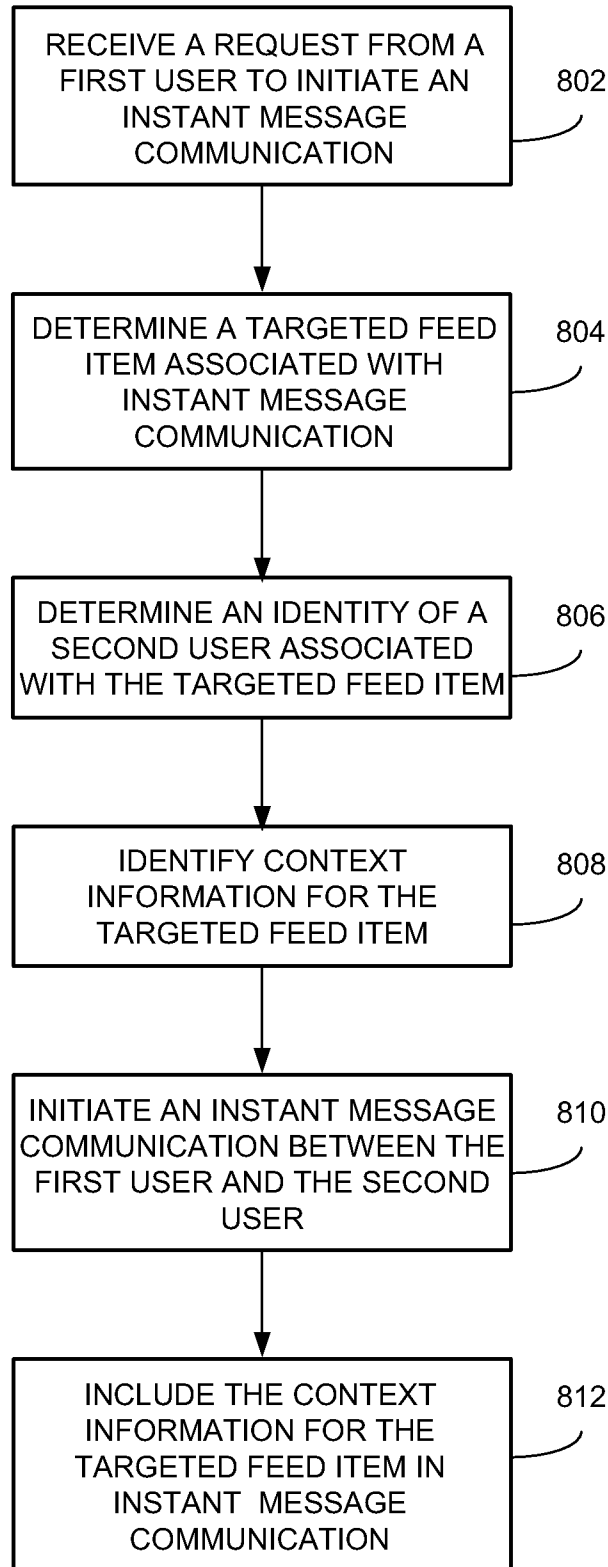 RECEIVE A REQUEST FROM A
FIRST USER TO INITIATE AN
INSTANT MESSAGE
COMMUNICATION
802
DETERMINE A TARGETED FEED
ITEM ASSOCIATED WITH
INSTANT MESSAGE
COMMUNICATION
804
DETERMINE AN IDENTITY OF A
SECOND USER ASSOCIATED
WITH THE TARGETED FEED ITEM
806
IDENTIFY CONTEXT
INFORMATION FOR THE
TARGETED FEED ITEM
808
INITIATE AN INSTANT MESSAGE
COMMUNICATION BETWEEN THE
FIRST USER AND THE SECOND
USER
810
INCLUDE THE CONTEXT
INFORMATION FOR THE
TARGETED FEED ITEM IN
INSTANT MESSAGE
COMMUNICATION
812